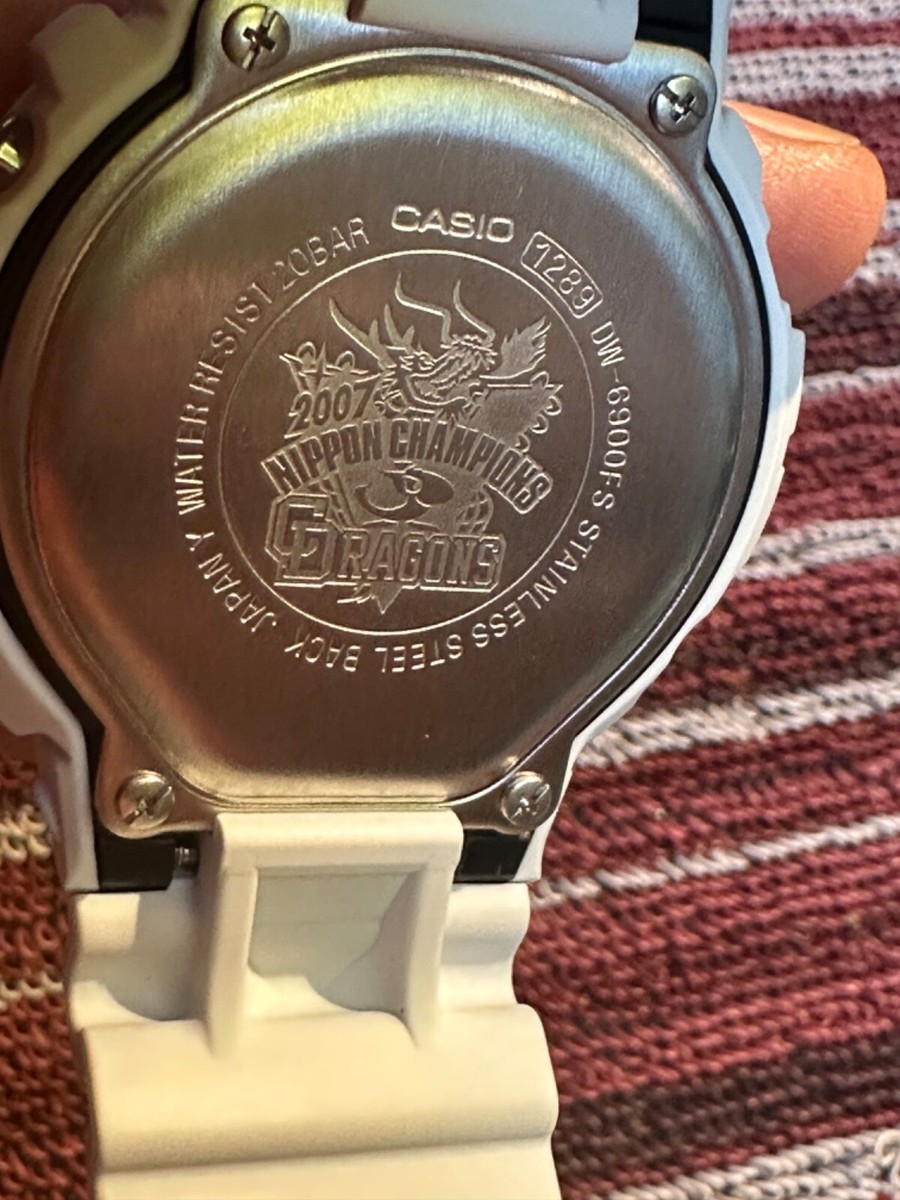 CASIO
1289
DW-6900FS STAINLESS STEEL BACK JAPAN Y WATER RESIST 20BAR
2007
NIPPON CHAMPIONS
CD
DRAGONS